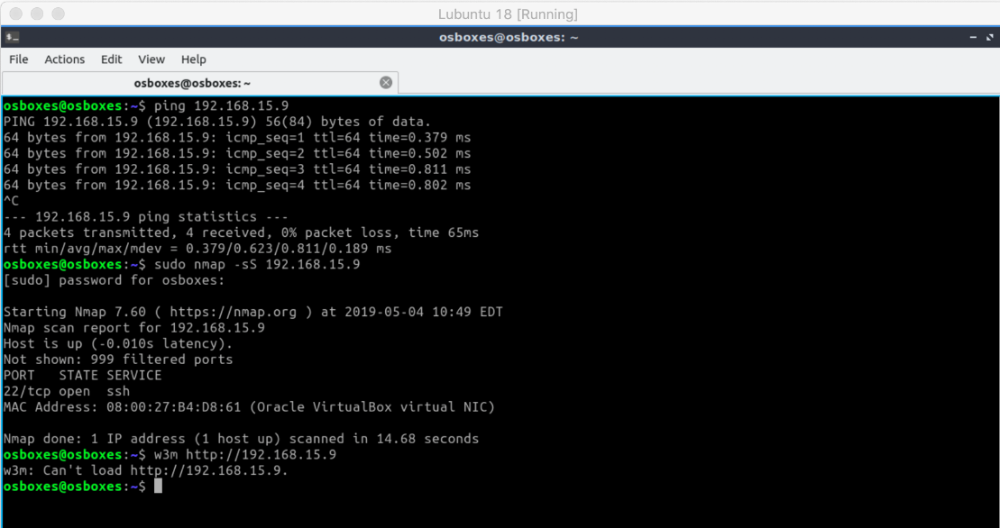 Lubuntu 18 [Running]
osboxes@osboxes: ~
File Actions Edit View Help
osboxes@osboxes: ~
osboxes@osboxes:~$ ping 192.168.15.9
PING 192.168.15.9 (192.168.15.9) 56(84) bytes of data.
64 bytes from 192.168.15.9: icmp_seq=1 ttl=64 time=0.379 ms
64 bytes from 192.168.15.9: icmp_seq=2 ttl=64 time=0.502 ms
64 bytes from 192.168.15.9: icmp_seq=3 ttl=64 time=0.811 ms
64 bytes from 192.168.15.9: icmp_seq=4 ttl=64 time=0.802 ms
^C
--- 192.168.15.9 ping statistics ---
4 packets transmitted, 4 received, 0% packet loss, time 65ms
rtt min/avg/max/mdev = 0.379/0.623/0.811/0.189 ms
osboxes@osboxes:~$ sudo nmap -sS 192.168.15.9
[sudo] password for osboxes:
Starting Nmap 7.60 ( https://nmap.org ) at 2019-05-04 10:49 EDT
Nmap scan report for 192.168.15.9
Host is up (-0.010s latency).
Not shown: 999 filtered ports
PORT   STATE SERVICE
22/tcp open  ssh
MAC Address: 08:00:27:B4:D8:61 (Oracle VirtualBox virtual NIC)
Nmap done: 1 IP address (1 host up) scanned in 14.68 seconds
osboxes@osboxes:~$ w3m http://192.168.15.9
w3m: Can't load http://192.168.15.9.
osboxes@osboxes:~$